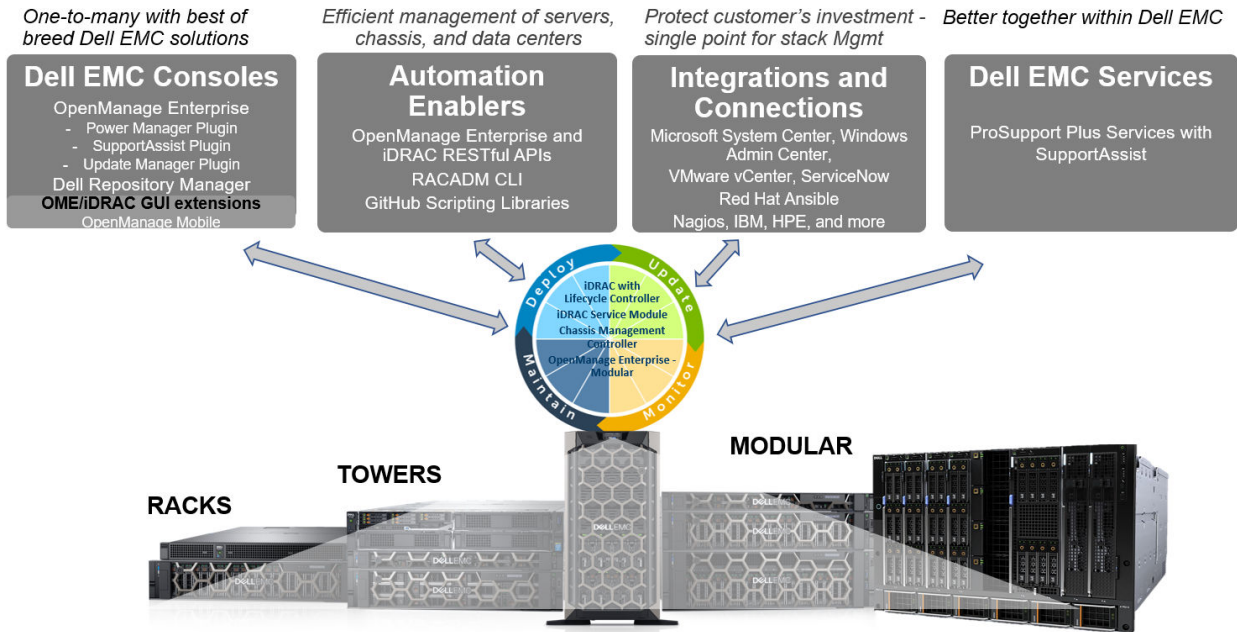 One-to-many with best of
breed Dell EMC solutions
Dell EMC Consoles
OpenManage Enterprise
- Power Manager Plugin
- SupportAssist Plugin
- Update Manager Plugin
Dell Repository Manager
OME/iDRAC GUI extensions
OpenManage Mobile
Efficient management of servers,
chassis, and data centers
Automation
Enablers
OpenManage Enterprise and
iDRAC RESTful APIs
RACADM CLI
GitHub Scripting Libraries
Protect customer's investment -
single point for stack Mgmt
Integrations and
Connections
Microsoft System Center, Windows
Admin Center,
VMware vCenter, ServiceNow
Red Hat Ansible
Nagios, IBM, HPE, and more
Better together within Dell EMC
Dell EMC Services
ProSupport Plus Services with
SupportAssist
Deploy
Update
Maintain
Monitor
iDRAC with
Lifecycle Controller
iDRAC Service Module
Chassis Management
Controller
OpenManage Enterprise -
Modular
RACKS
TOWERS
MODULAR
DELLEMC
DELLEMC
DELLEMC
DELLEMC
DELLEMC
DELLEMC